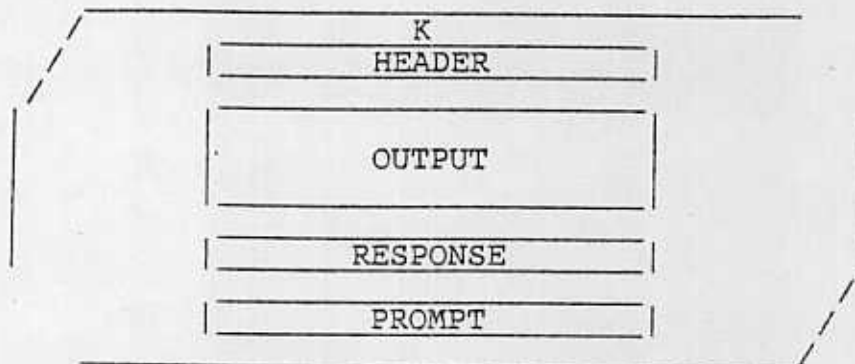 K
HEADER
OUTPUT
RESPONSE
PROMPT